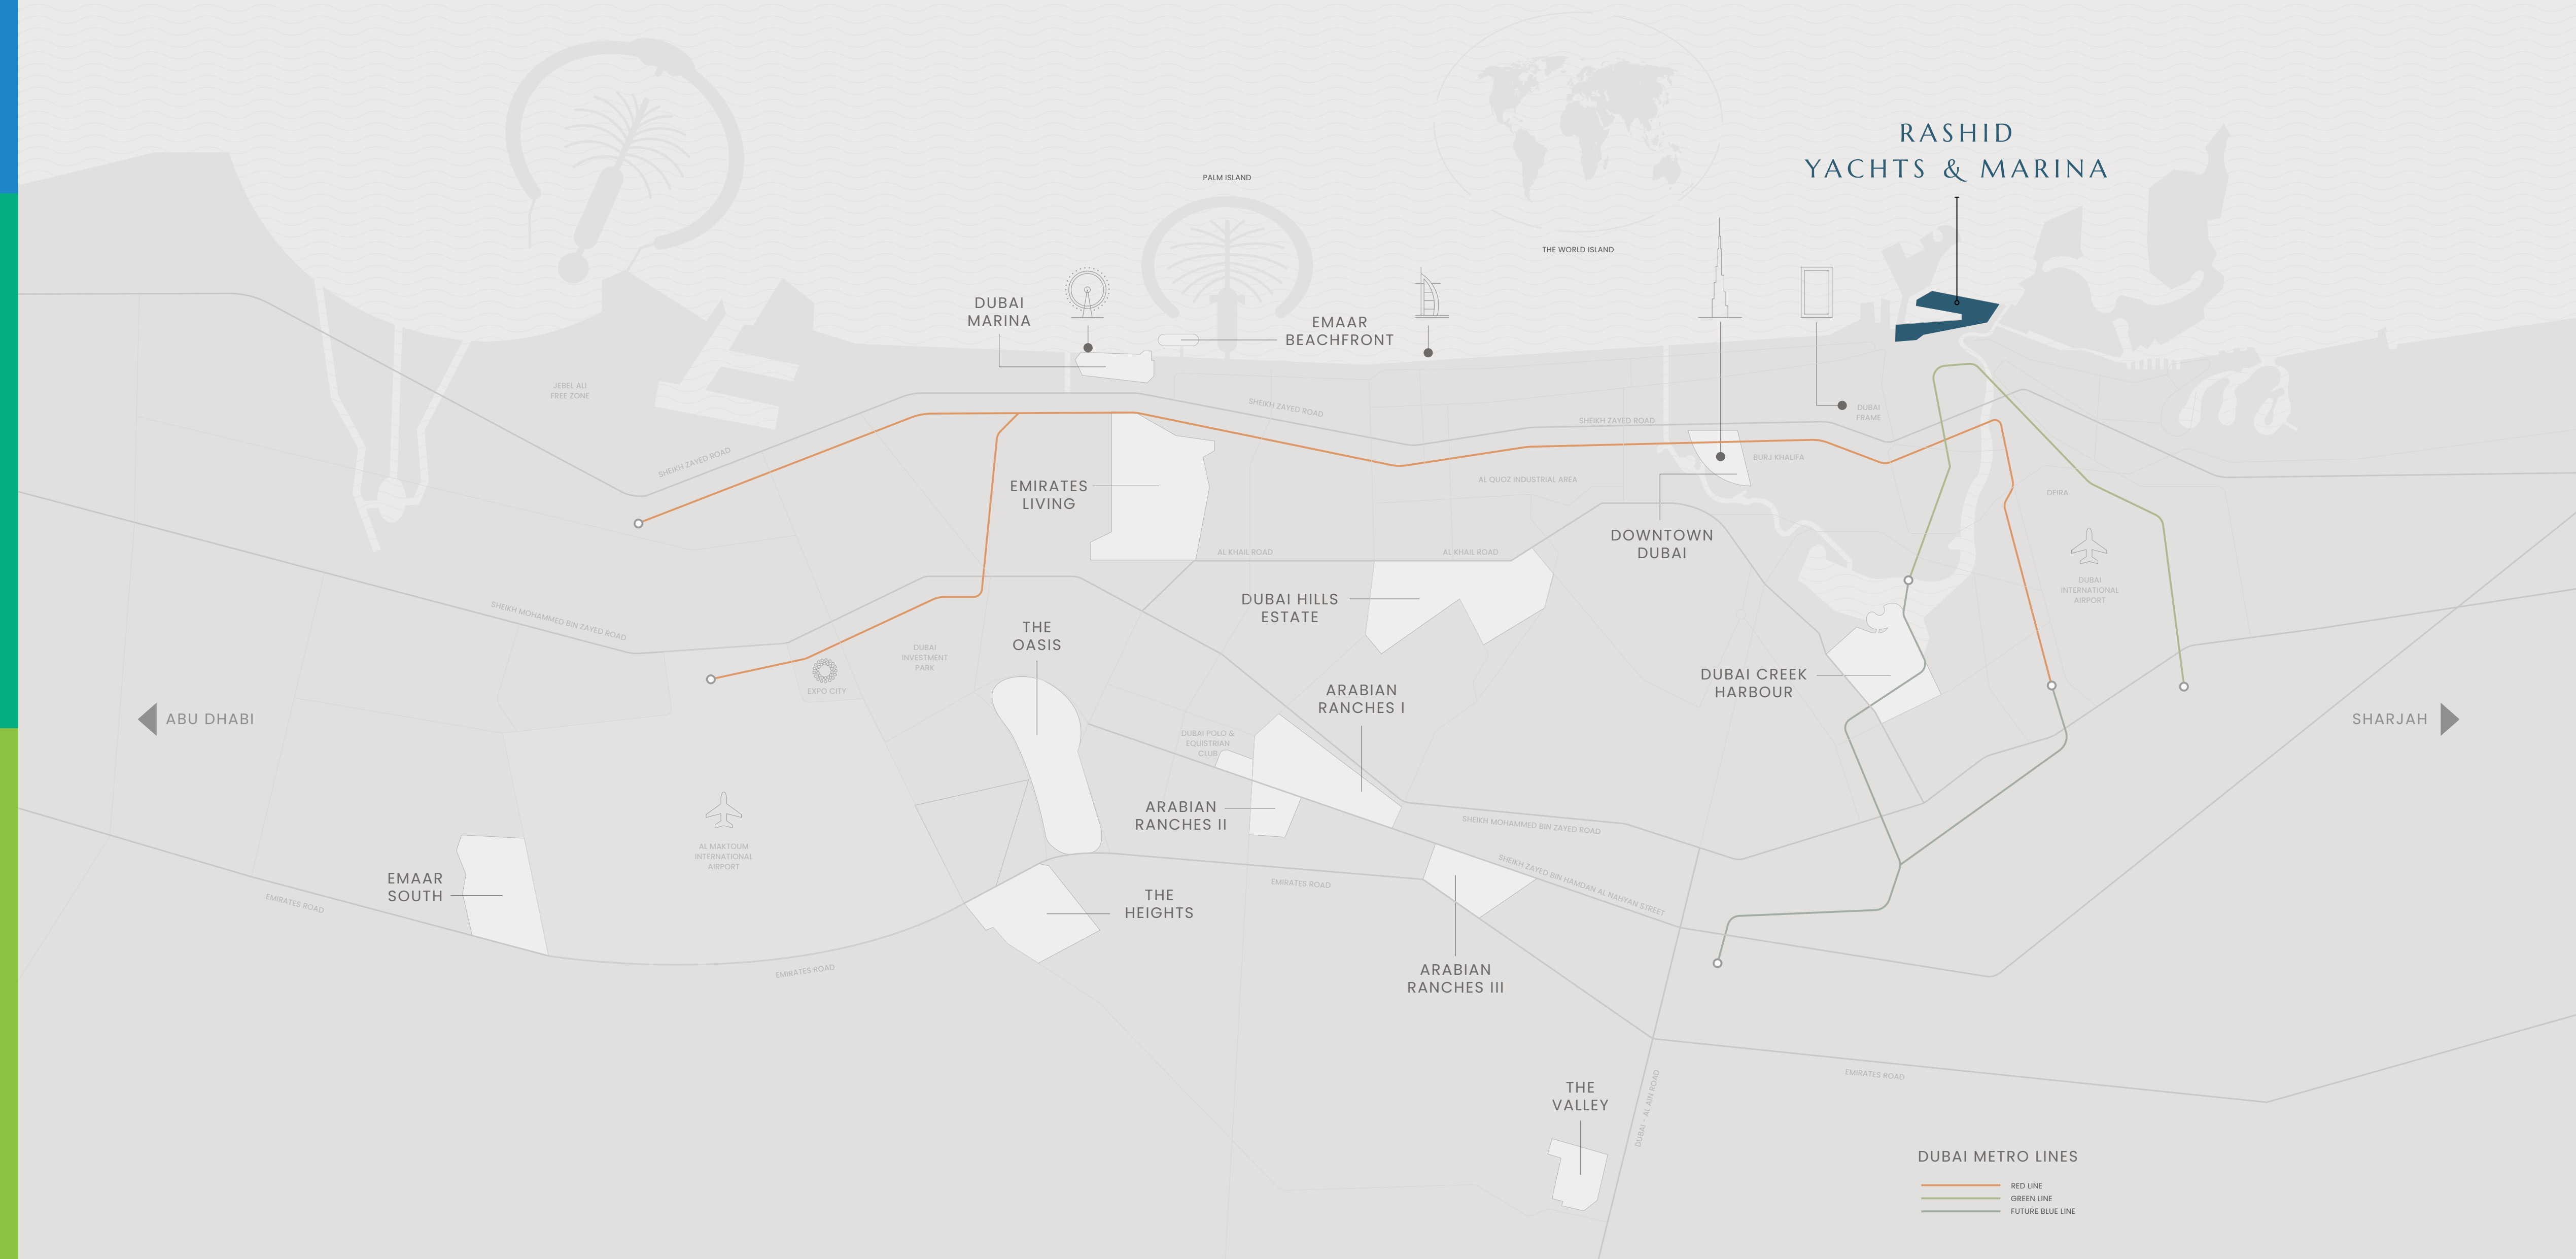 RASHID
YACHTS & MARINA
PALM ISLAND
THE WORLD ISLAND
DUBAI
MARINA
EMAAR
BEACHFRONT
JEBEL ALI
FREE ZONE
SHEIKH ZAYED ROAD
SHEIKH ZAYED ROAD
SHEIKH ZAYED ROAD
DUBAI
FRAME
BURJ KHALIFA
AL QUOZ INDUSTRIAL AREA
EMIRATES
LIVING
DEIRA
DOWNTOWN
DUBAI
AL KHAIL ROAD
AL KHAIL ROAD
DUBAI
INTERNATIONAL
AIRPORT
DUBAI HILLS
ESTATE
SHEIKH MOHAMMED BIN ZAYED ROAD
THE
OASIS
DUBAI
INVESTMENT
PARK
EXPO CITY
DUBAI CREEK
HARBOUR
ARABIAN
RANCHES I
ABU DHABI
SHARJAH
DUBAI POLO &
EQUISTRIAN
CLUB
ARABIAN
RANCHES II
SHEIKH MOHAMMED BIN ZAYED ROAD
AL MAKTOUM
INTERNATIONAL
AIRPORT
SHEIKH ZAYED BIN HAMDAN AL NAHYAN STREET
EMAAR
SOUTH
EMIRATES ROAD
EMIRATES ROAD
THE
HEIGHTS
EMIRATES ROAD
ARABIAN
RANCHES III
EMIRATES ROAD
THE
VALLEY
DUBAI - AL AIN ROAD
DUBAI METRO LINES
RED LINE
GREEN LINE
FUTURE BLUE LINE